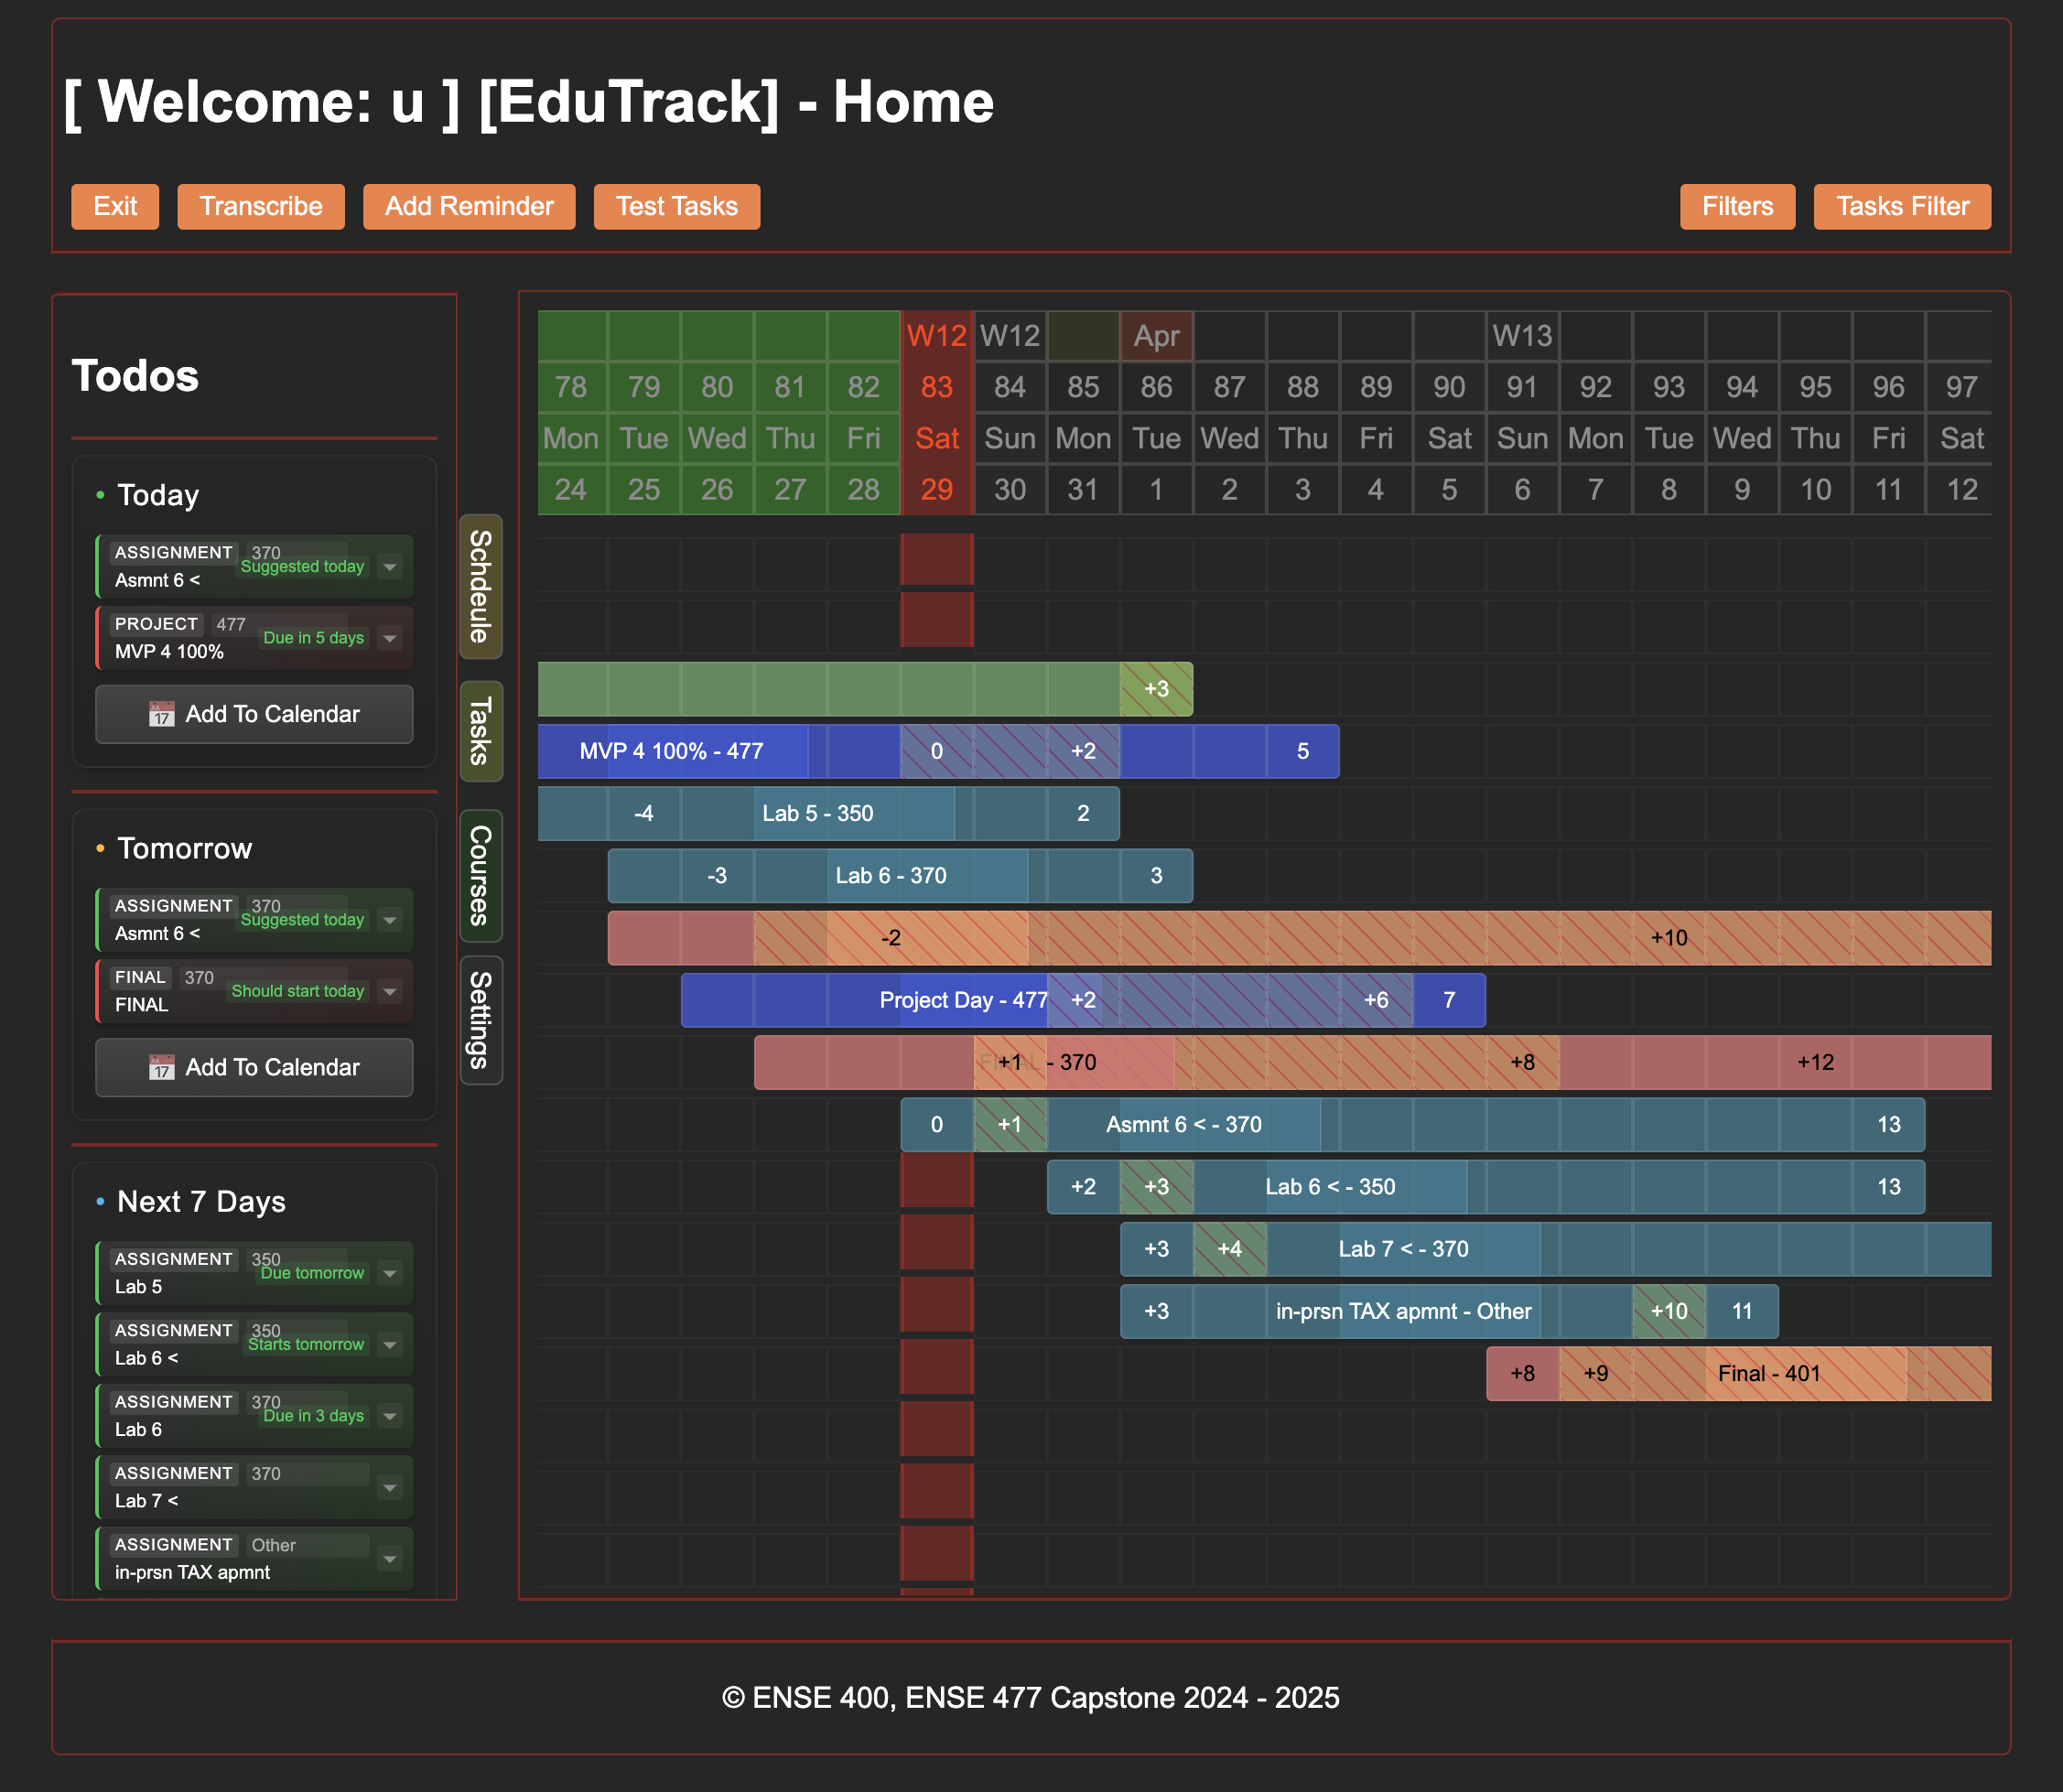 [ Welcome: u ] [EduTrack] - Home
Exit Transcribe Add Reminder Test Tasks Filters Tasks Filter
Todos
Today
ASSIGNMENT 370
Suggested today
Asmnt 6 <
PROJECT 477
Due in 5 days
MVP 4 100%
17 Add To Calendar
Tomorrow
ASSIGNMENT 370
Suggested today
Asmnt 6 <
FINAL 370
Should start today
FINAL
17 Add To Calendar
Next 7 Days
ASSIGNMENT 350
Due tomorrow
Lab 5
ASSIGNMENT 350
Starts tomorrow
Lab 6 <
ASSIGNMENT 370
Due in 3 days
Lab 6
ASSIGNMENT 370
Lab 7 <
ASSIGNMENT Other
in-prsn TAX apmnt
Schdeule
Tasks
Courses
Settings
W12 W12 Apr W13
78 79 80 81 82 83 84 85 86 87 88 89 90 91 92 93 94 95 96 97
Mon Tue Wed Thu Fri Sat Sun Mon Tue Wed Thu Fri Sat Sun Mon Tue Wed Thu Fri Sat
24 25 26 27 28 29 30 31 1 2 3 4 5 6 7 8 9 10 11 12
+3
MVP 4 100% - 477 0 +2 5
-4 Lab 5 - 350 2
-3 Lab 6 - 370 3
-2 +10
Project Day - 477 +2 +6 7
FINAL - 370 +1 +8 +12
0 +1 Asmnt 6 < - 370 13
+2 +3 Lab 6 < - 350 13
+3 +4 Lab 7 < - 370
+3 in-prsn TAX apmnt - Other +10 11
+8 +9 Final - 401
© ENSE 400, ENSE 477 Capstone 2024 - 2025